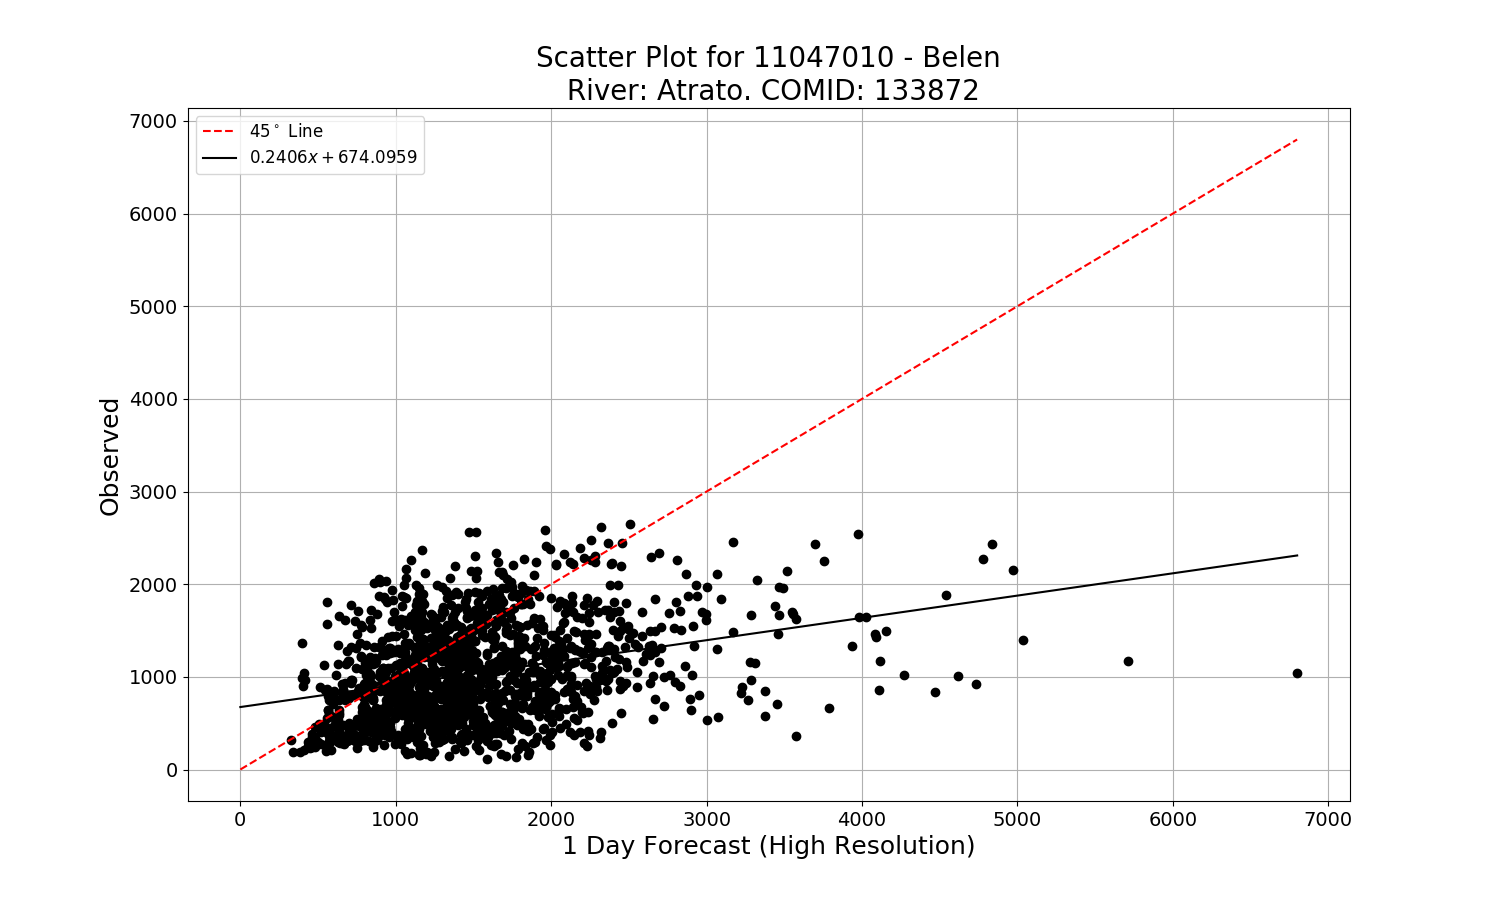 Scatter Plot for 11047010 - Belen
River: Atrato. COMID: 133872
45° Line
0.2406x + 674.0959
7000
6000
5000
4000
3000
2000
1000
0
Observed
0 1000 2000 3000 4000 5000 6000 7000
1 Day Forecast (High Resolution)